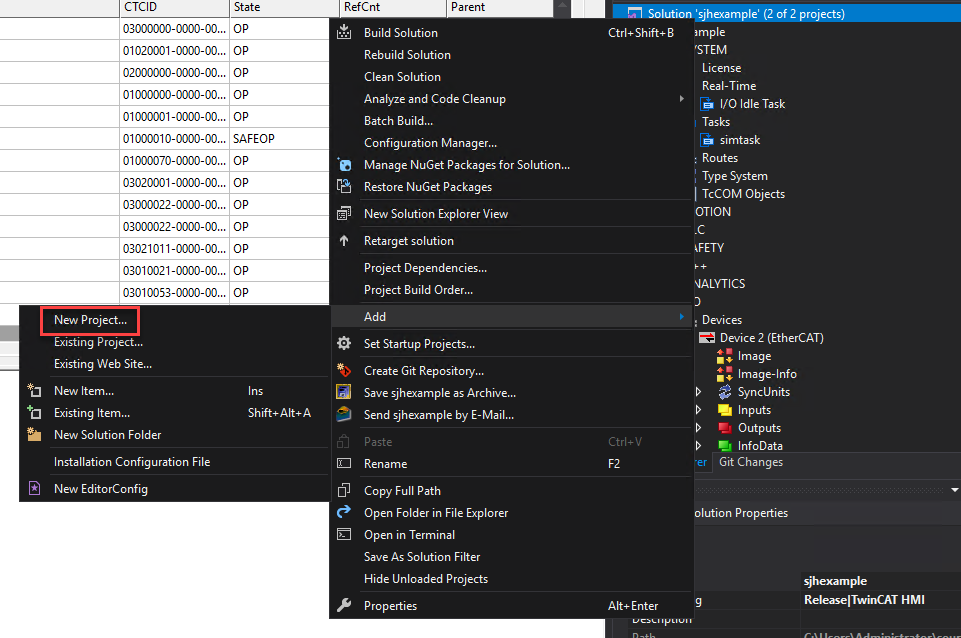 CTCID State RefCnt Parent
03000000-0000-00... OP
01020001-0000-00... OP
02000000-0000-00... OP
01000000-0000-00... OP
01000001-0000-00... OP
01000010-0000-00... SAFEOP
01000070-0000-00... OP
03020001-0000-00... OP
03000022-0000-00... OP
03000022-0000-00... OP
03021011-0000-00... OP
03010021-0000-00... OP
03010053-0000-00... OP
New Project...
Existing Project...
Existing Web Site...
New Item... Ins
Existing Item... Shift+Alt+A
New Solution Folder
Installation Configuration File
New EditorConfig
Build Solution Ctrl+Shift+B
Rebuild Solution
Clean Solution
Analyze and Code Cleanup
Batch Build...
Configuration Manager...
Manage NuGet Packages for Solution...
Restore NuGet Packages
New Solution Explorer View
Retarget solution
Project Dependencies...
Project Build Order...
Add
Set Startup Projects...
Create Git Repository...
Save sjhexample as Archive...
Send sjhexample by E-Mail...
Paste Ctrl+V
Rename F2
Copy Full Path
Open Folder in File Explorer
Open in Terminal
Save As Solution Filter
Hide Unloaded Projects
Properties Alt+Enter
Solution 'sjhexample' (2 of 2 projects)
ample
YSTEM
License
Real-Time
I/O Idle Task
Tasks
simtask
Routes
Type System
TcCOM Objects
OTION
LC
AFETY
++
NALYTICS
O
Devices
Device 2 (EtherCAT)
Image
Image-Info
SyncUnits
Inputs
Outputs
InfoData
rer Git Changes
olution Properties
sjhexample
g Release|TwinCAT HMI
Description
Path